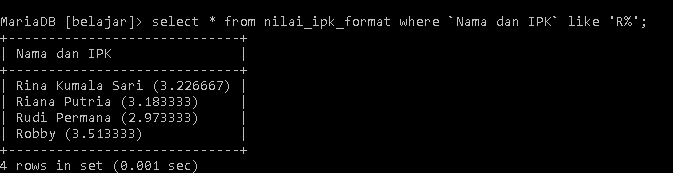 MariaDB [belajar]> select * from nilai_ipk_format where `Nama dan IPK` like 'R%';
+-----------------------------+
| Nama dan IPK                |
+-----------------------------+
| Rina Kumala Sari (3.226667) |
| Riana Putria (3.183333)     |
| Rudi Permana (2.973333)     |
| Robby (3.513333)            |
+-----------------------------+
4 rows in set (0.001 sec)